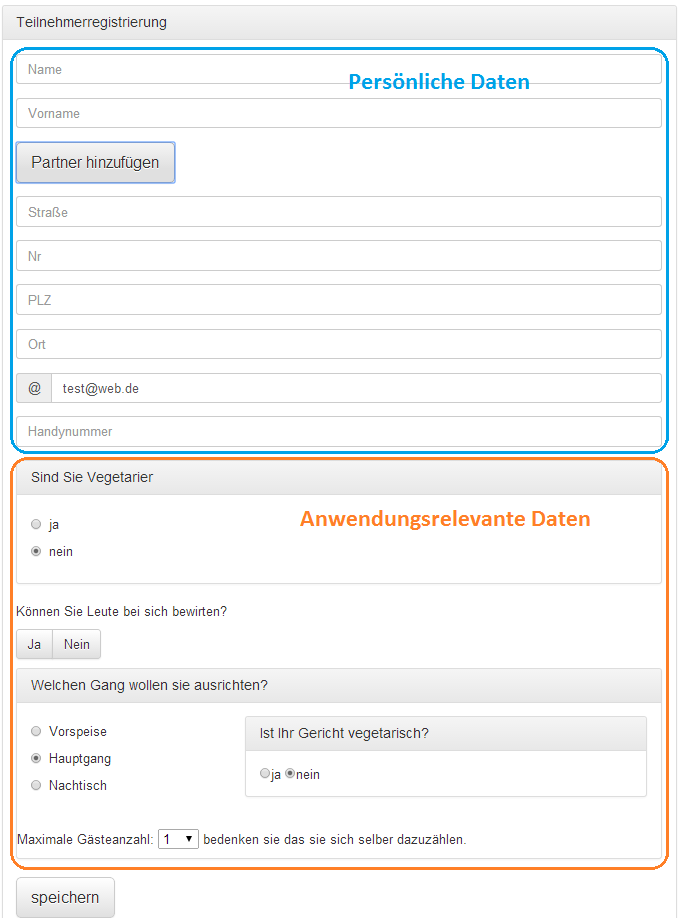 Teilnehmerregistrierung
Name
Persönliche Daten
Vorname
Partner hinzufügen
Straße
Nr
PLZ
Ort
@ test@web.de
Handynummer
Sind Sie Vegetarier
Anwendungsrelevante Daten
ja
nein
Können Sie Leute bei sich bewirten?
Ja Nein
Welchen Gang wollen sie ausrichten?
Vorspeise
Hauptgang
Nachtisch
Ist Ihr Gericht vegetarisch?
ja nein
Maximale Gästeanzahl: 1 bedenken sie das sie sich selber dazuzählen.
speichern